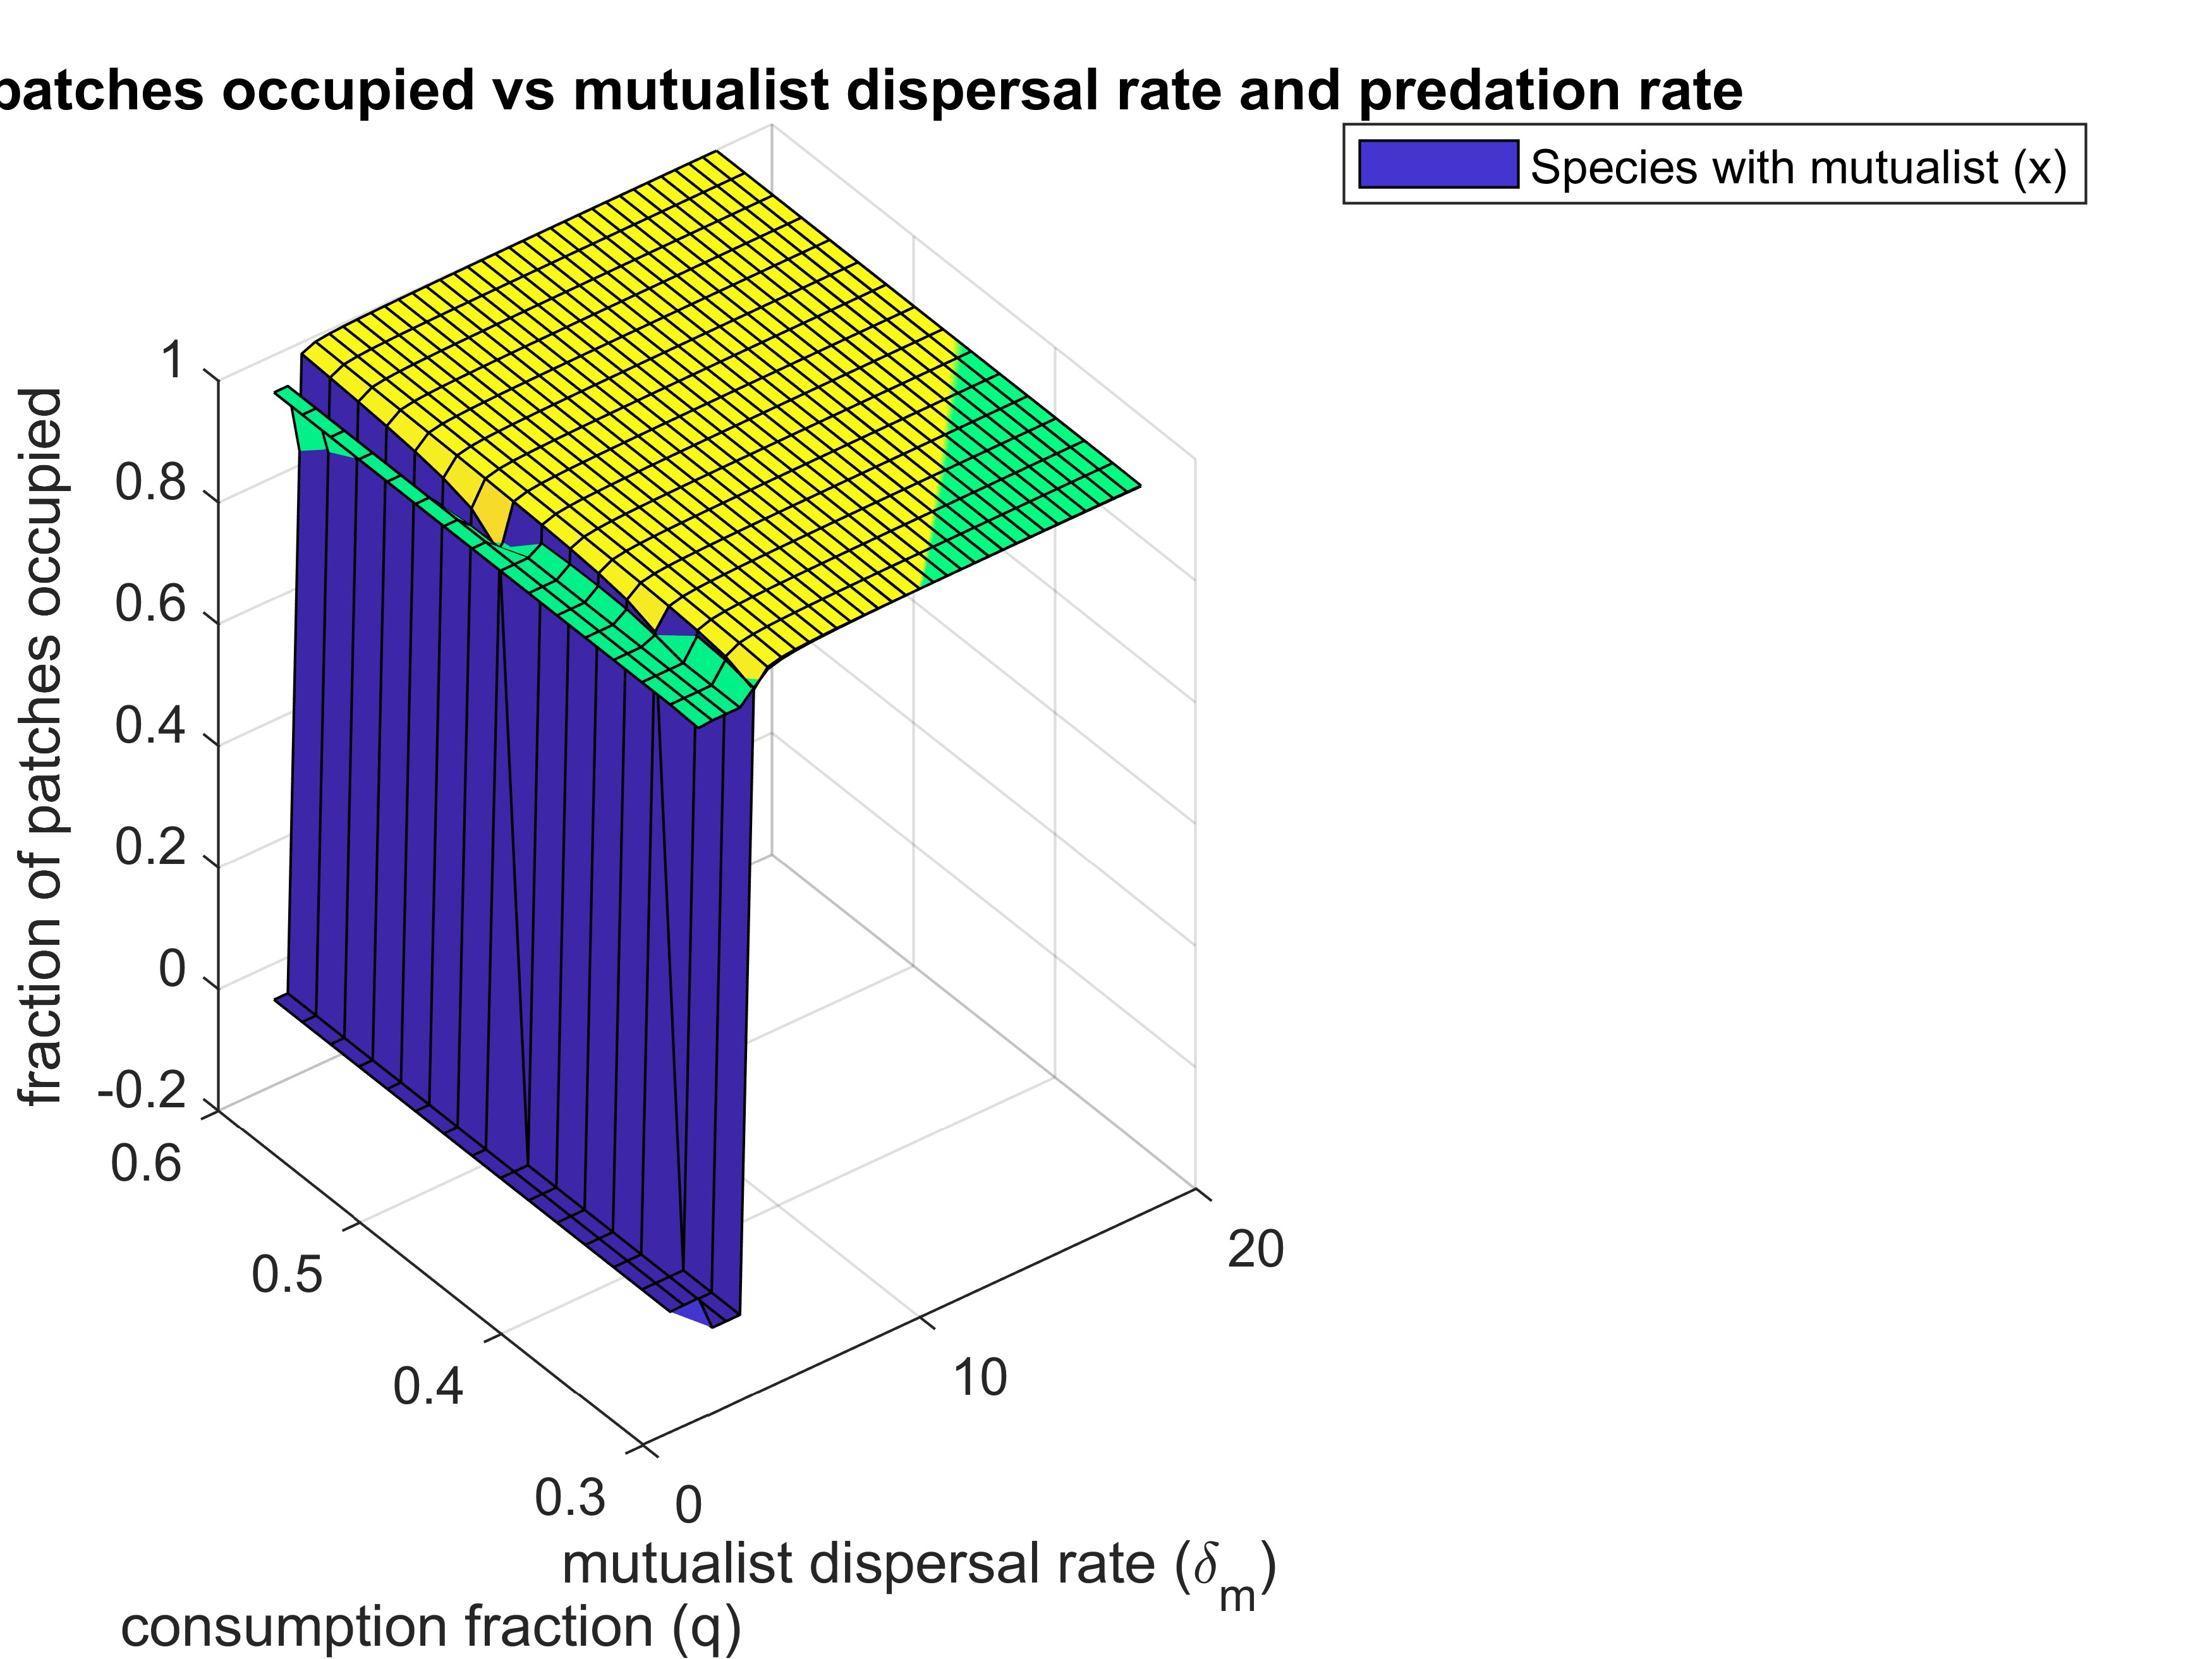 patches occupied vs mutualist dispersal rate and predation rate
Species with mutualist (x)
fraction of patches occupied
1
0.8
0.6
0.4
0.2
0
-0.2
0.6
0.5
0.4
0.3
0
10
20
mutualist dispersal rate (δm)
consumption fraction (q)